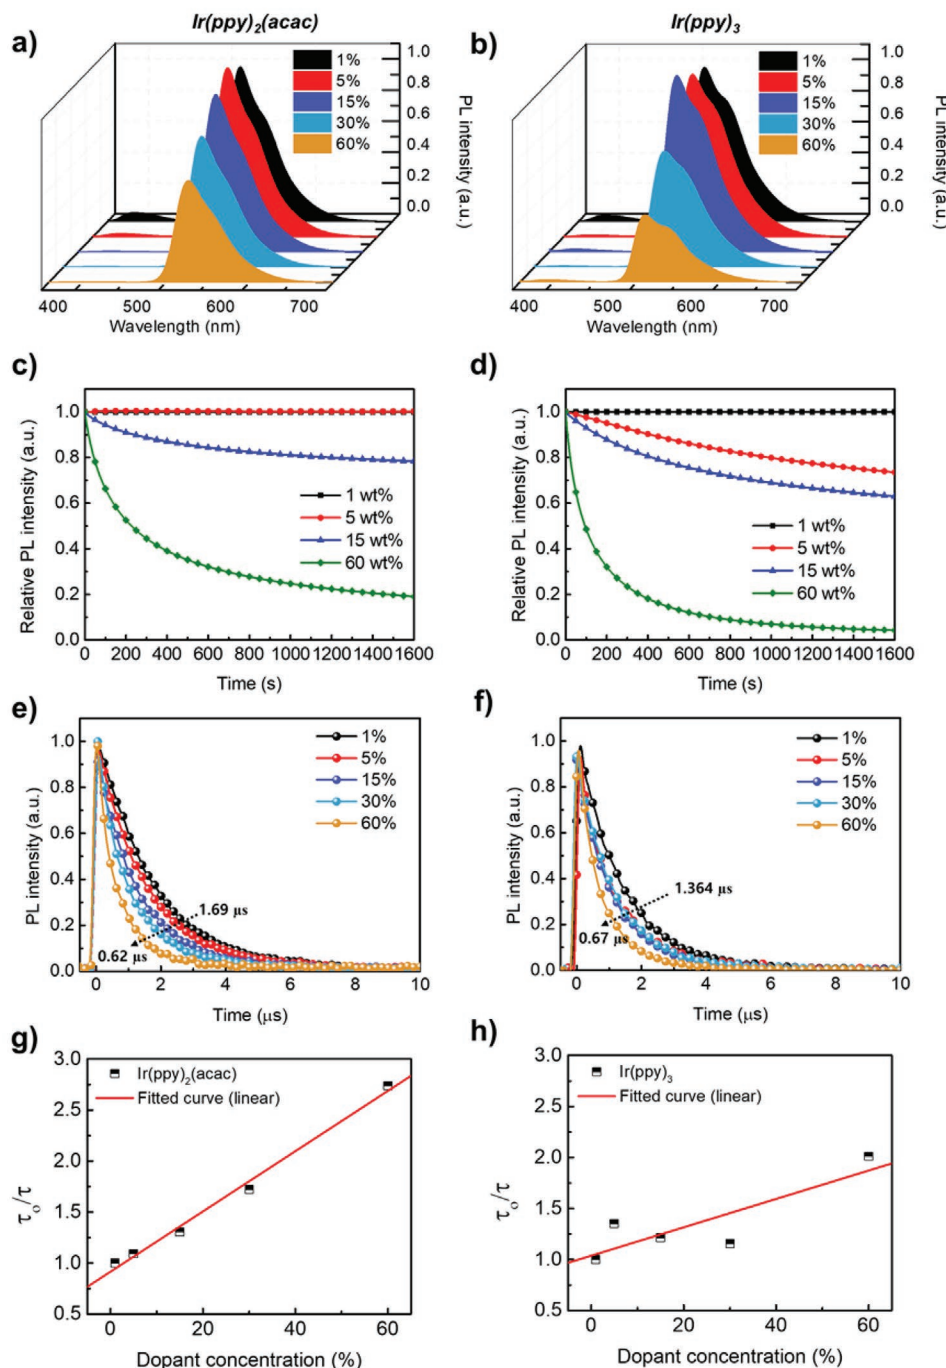 Ir(ppy)₂(acac)
a)
1%
5%
15%
30%
60%
1.0
0.8
0.6
0.4
0.2
0.0
PL intensity (a.u.)
400 500 600 700
Wavelength (nm)
Ir(ppy)₃
b)
1%
5%
15%
30%
60%
1.0
0.8
0.6
0.4
0.2
0.0
PL intensity (a.u.)
400 500 600 700
Wavelength (nm)
c)
Relative PL intensity (a.u.)
1.0
0.8
0.6
0.4
0.2
0.0
1 wt%
5 wt%
15 wt%
60 wt%
0 200 400 600 800 1000 1200 1400 1600
Time (s)
d)
Relative PL intensity (a.u.)
1.0
0.8
0.6
0.4
0.2
0.0
1 wt%
5 wt%
15 wt%
60 wt%
0 200 400 600 800 1000 1200 1400 1600
Time (s)
e)
PL intensity (a.u.)
1.0
0.8
0.6
0.4
0.2
0.0
1%
5%
15%
30%
60%
1.69 μs
0.62 μs
0 2 4 6 8 10
Time (μs)
f)
PL intensity (a.u.)
1.0
0.8
0.6
0.4
0.2
0.0
1%
5%
15%
30%
60%
1.364 μs
0.67 μs
0 2 4 6 8 10
Time (μs)
g)
τₒ/τ
3.0
2.5
2.0
1.5
1.0
0.5
Ir(ppy)₂(acac)
Fitted curve (linear)
0 20 40 60
Dopant concentration (%)
h)
τₒ/τ
3.0
2.5
2.0
1.5
1.0
0.5
Ir(ppy)₃
Fitted curve (linear)
0 20 40 60
Dopant concentration (%)